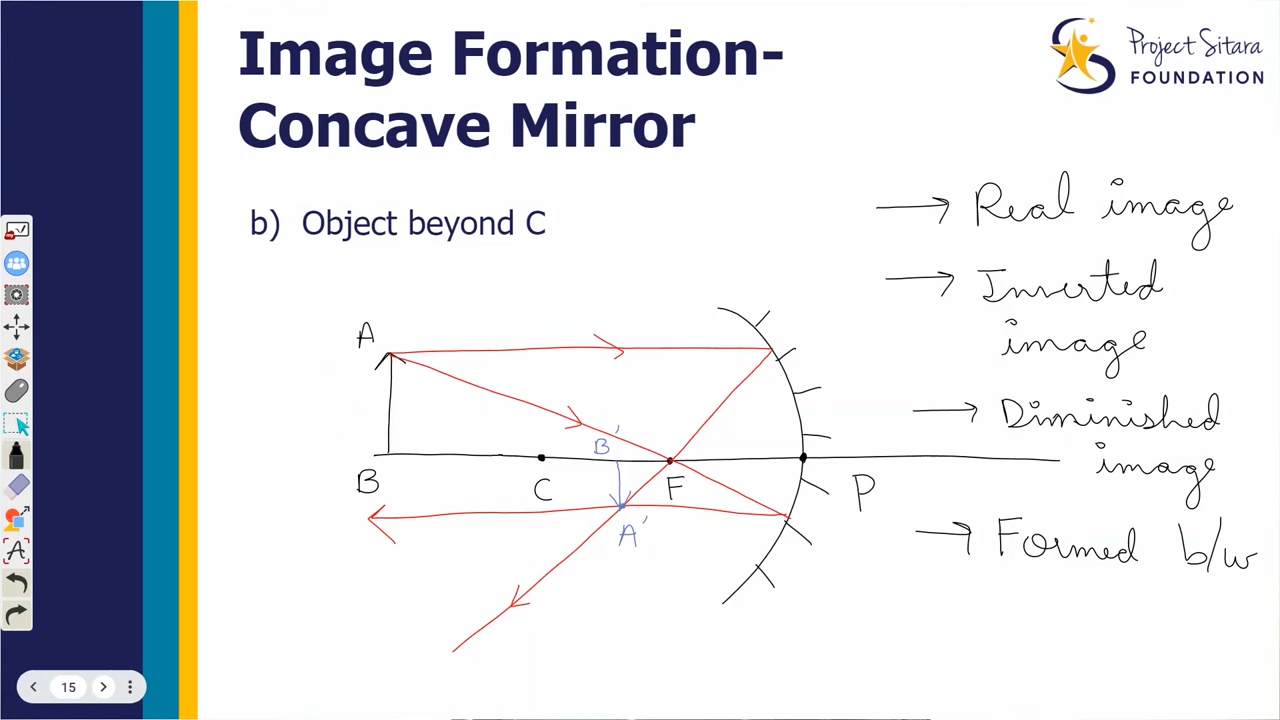 Image Formation-
Concave Mirror
Project Sitara
FOUNDATION
b) Object beyond C
→ Real image
→ Inverted
image
→ Diminished
image
→ Formed b/w
A
B
C
B'
F
A'
P
15